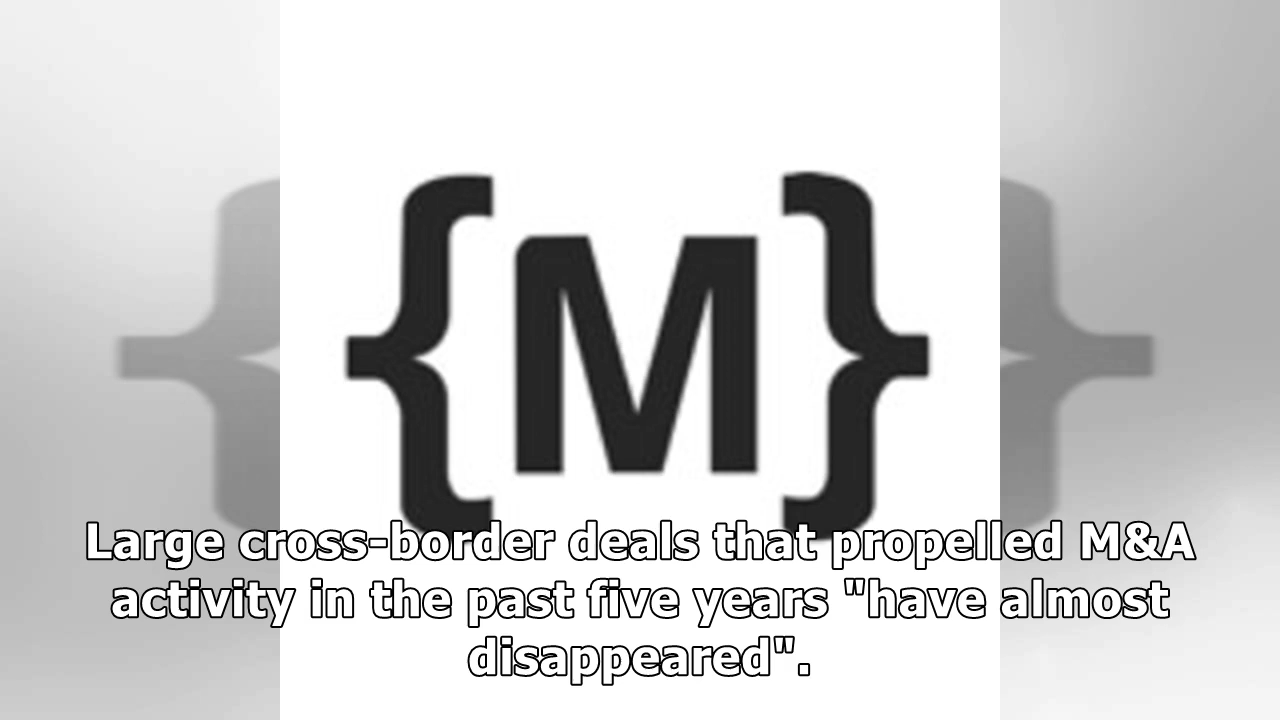 {M}
Large cross-border deals that propelled M&A
activity in the past five years "have almost
disappeared".